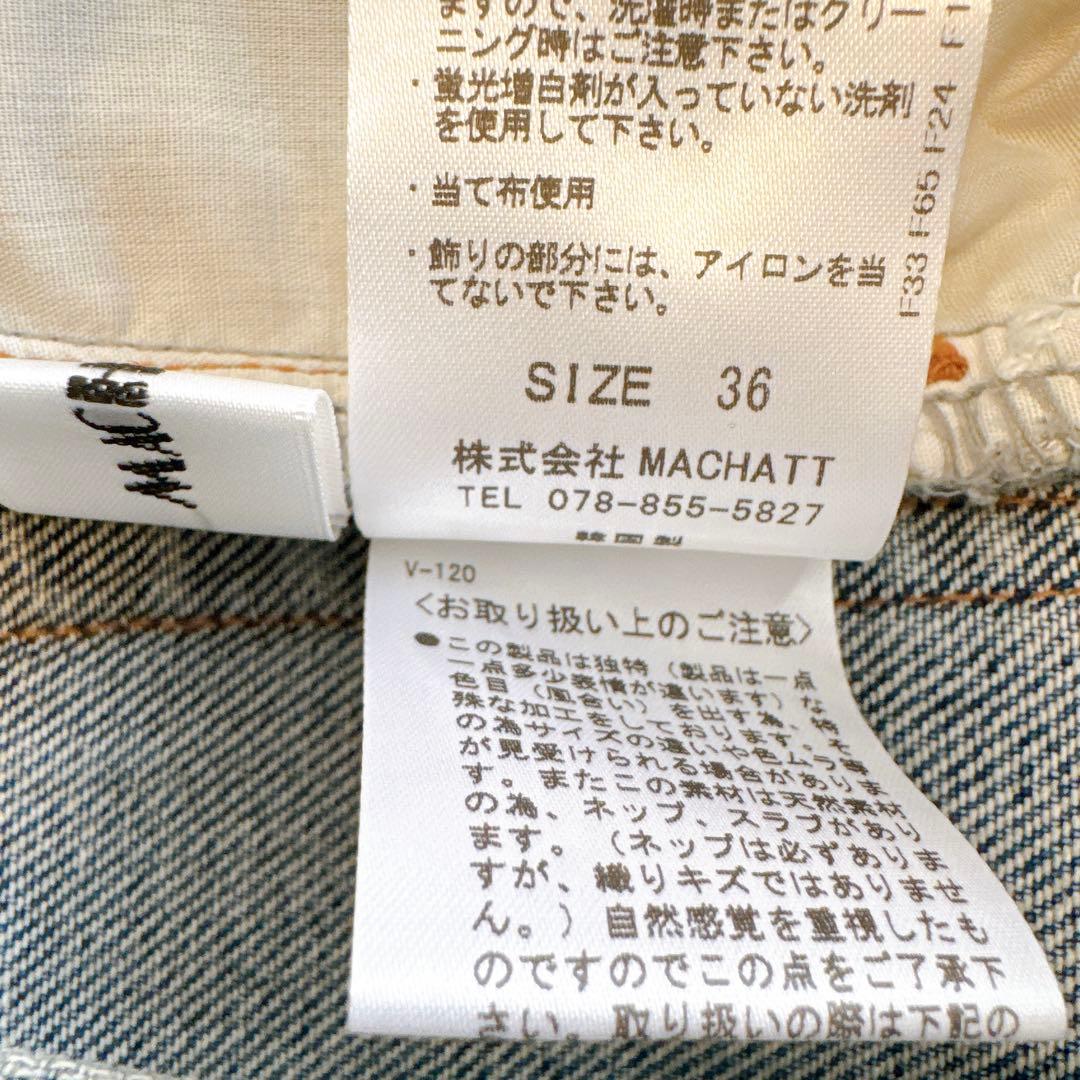 ますので、洗濯時またはクリー
ニング時はご注意下さい。
・蛍光増白剤が入っていない洗剤
を使用して下さい。
・当て布使用
・飾りの部分には、アイロンを当
てないで下さい。
F33 F65 F24 F1
SIZE 36
株式会社 MACHATT
TEL 078-855-5827
韓国製
V-120
〈お取り扱い上のご注意〉
●この製品は独特（製品は一点
一点多少表情が違います）な
色目（風合い）を出す為、特
殊な加工をしております。そ
の為サイズの違いや色ムラ等
が見受けられる場合がありま
す。またこの素材は天然素材
の為、ネップ、スラブがあり
ます。（ネップは必ずありま
すが、織りキズではありませ
ん。）自然感覚を重視したも
のですのでこの点をご了承下
さい。取り扱いの際は下記の